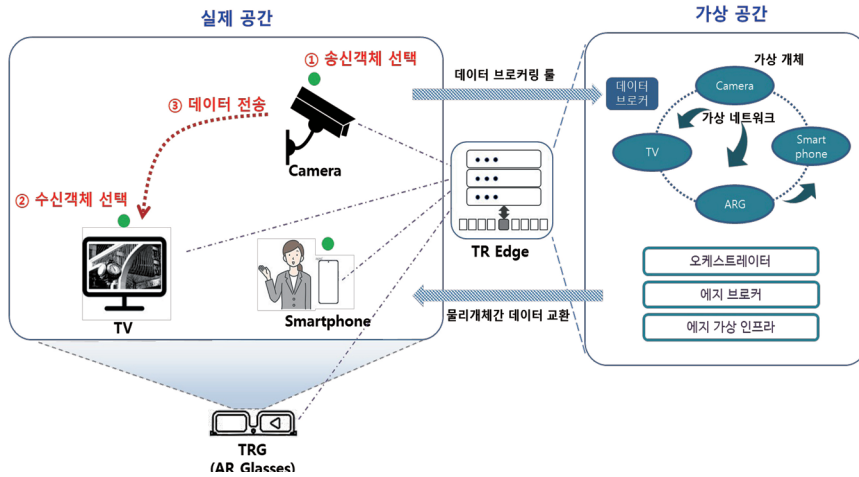 실제 공간
가상 공간
① 송신객체 선택
③ 데이터 전송
Camera
② 수신객체 선택
TV
Smartphone
TRG
(AR Glasses)
데이터 브로커링 룰
TR Edge
물리개체간 데이터 교환
데이터
브로커
가상 개체
Camera
가상 네트워크
TV
Smart
phone
ARG
오케스트레이터
에지 브로커
에지 가상 인프라